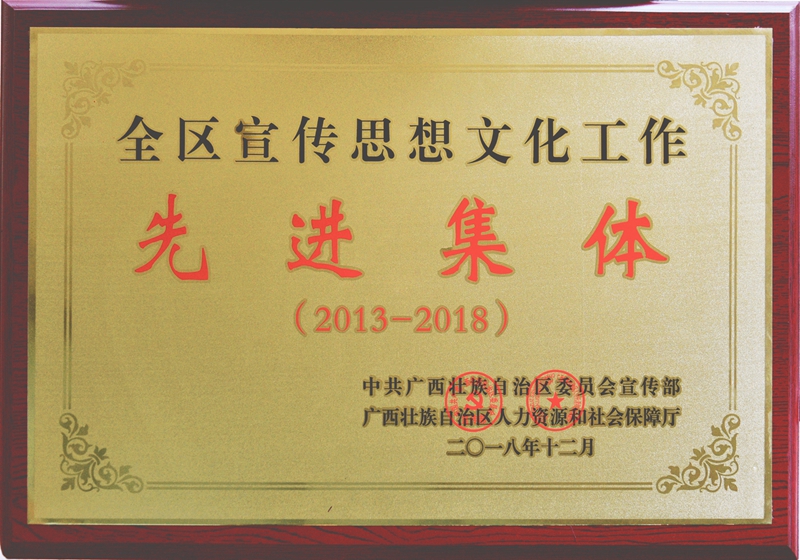 全区宣传思想文化工作
先进集体
（2013-2018）
中共广西壮族自治区委员会宣传部
广西壮族自治区人力资源和社会保障厅
二〇一八年十二月